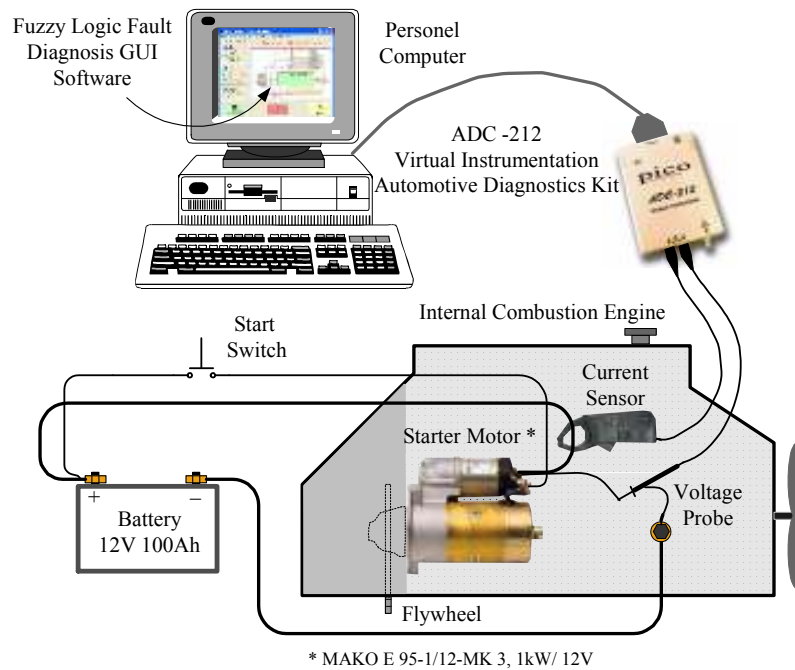 Fuzzy Logic Fault
Diagnosis GUI
Software
Personel
Computer
ADC -212
Virtual Instrumentation
Automotive Diagnostics Kit
pico
ADC-212
Internal Combustion Engine
Start
Switch
Current
Sensor
Starter Motor *
+ −
Battery
12V 100Ah
Voltage
Probe
Flywheel
* MAKO E 95-1/12-MK 3, 1kW/ 12V